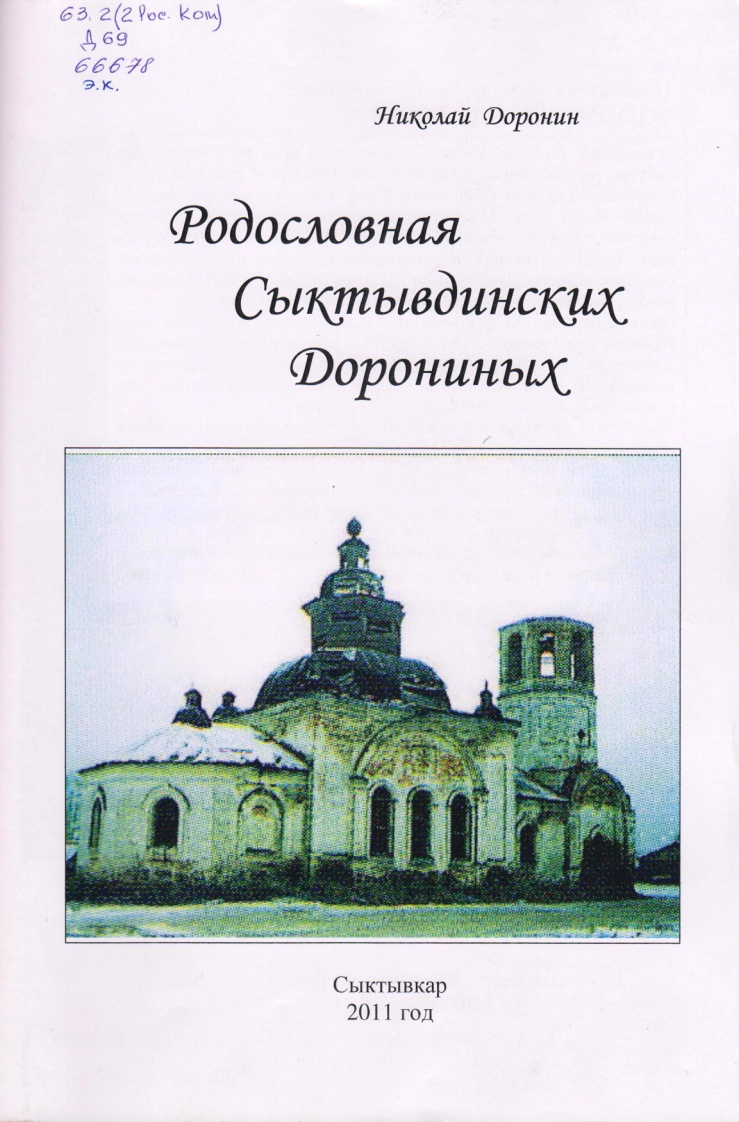 63.2(2Рос.Ком)
Д69
66678
Э.К.
Николай Доронин
Родословная
Сыктывдинских
Дорониных
Сыктывкар
2011 год